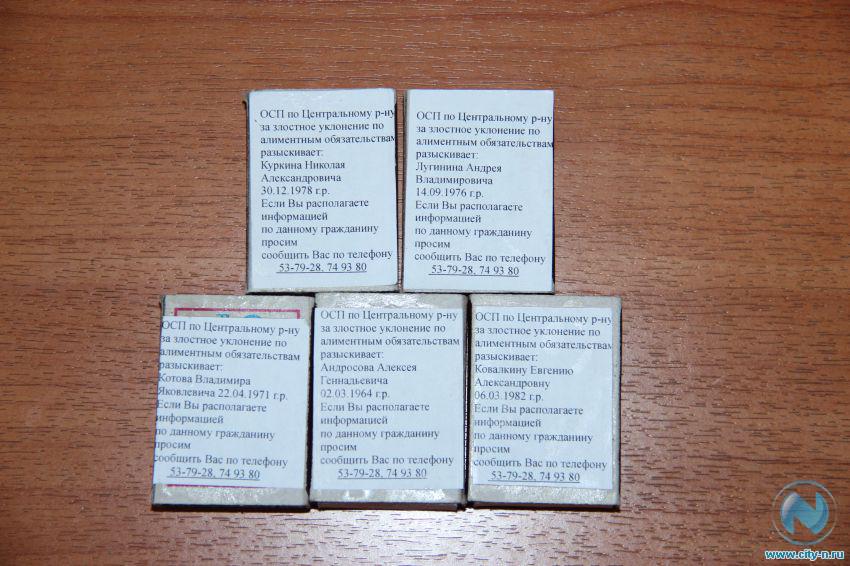 ОСП по Центральному р-ну
за злостное уклонение по
алиментным обязательствам
разыскивает:
Куркина Николая
Александровича
30.12.1978 г.р.
Если Вы располагаете
информацией
по данному гражданину
просим
сообщить Вас по телефону
53-79-28, 74 93 80
ОСП по Центральному р-ну
за злостное уклонение по
алиментным обязательствам
разыскивает:
Лугинина Андрея
Владимировича
14.09.1976 г.р.
Если Вы располагаете
информацией
по данному гражданину
просим
сообщить Вас по телефону
53-79-28, 74 93 80
ОСП по Центральному р-ну
за злостное уклонение по
алиментным обязательствам
разыскивает:
Котова Владимира
Яковлевича 22.04.1971 г.р.
Если Вы располагаете
информацией
по данному гражданину
просим
сообщить Вас по телефону
53-79-28, 74 93 80
ОСП по Центральному р-ну
за злостное уклонение по
алиментным обязательствам
разыскивает:
Андросова Алексея
Геннадьевича
02.03.1964 г.р.
Если Вы располагаете
информацией
по данному гражданину
просим
сообщить Вас по телефону
53-79-28, 74 93 80
ОСП по Центральному р-ну
за злостное уклонение по
алиментным обязательствам
разыскивает:
Ковалкину Евгению
Александровну
06.03.1982 г.р.
Если Вы располагаете
информацией
по данному гражданину
просим
сообщить Вас по телефону
53-79-28, 74 93 80
www.city-n.ru